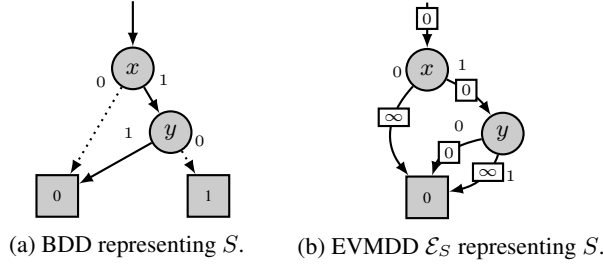 0
x
x
0 1
0 1
∞ 0
y
y
1 0
0
0
∞ 1
0 1
0
(a) BDD representing S.
(b) EVMDD ℰ_S representing S.